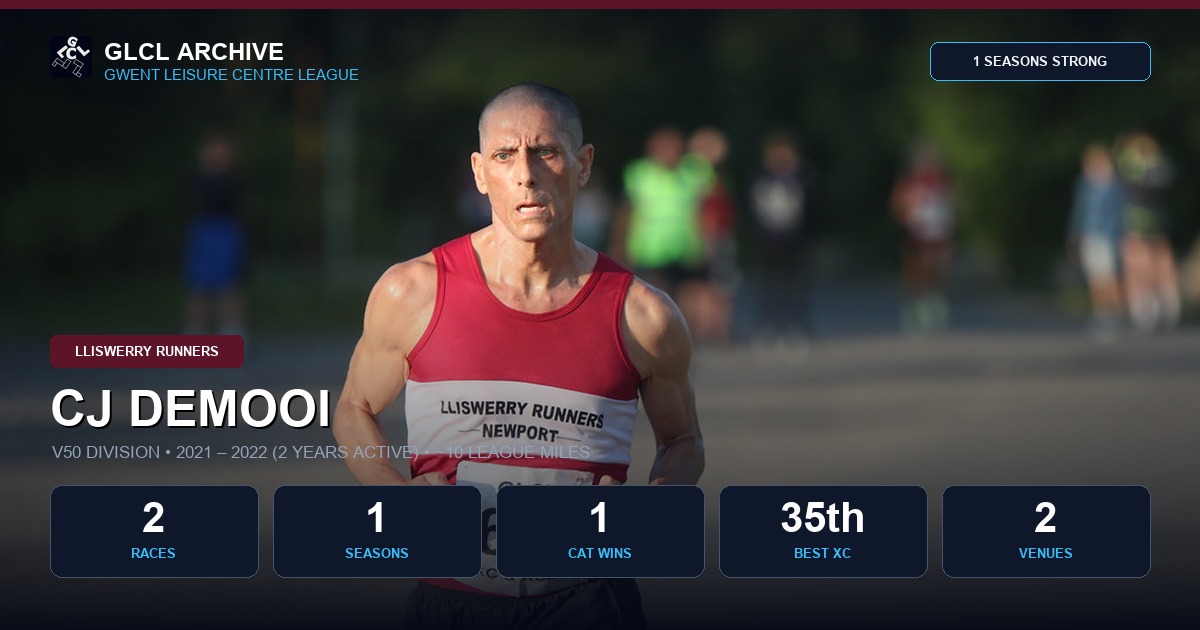 GLCL ARCHIVE
GWENT LEISURE CENTRE LEAGUE
1 SEASONS STRONG
LLISWERRY RUNNERS
CJ DEMOOI
LLISWERRY RUNNERS
NEWPORT
V50 DIVISION • 2021 – 2022 (2 YEARS ACTIVE) • 10 LEAGUE MILES
GLCL
2
RACES
1
SEASONS
1
CAT WINS
35th
BEST XC
2
VENUES